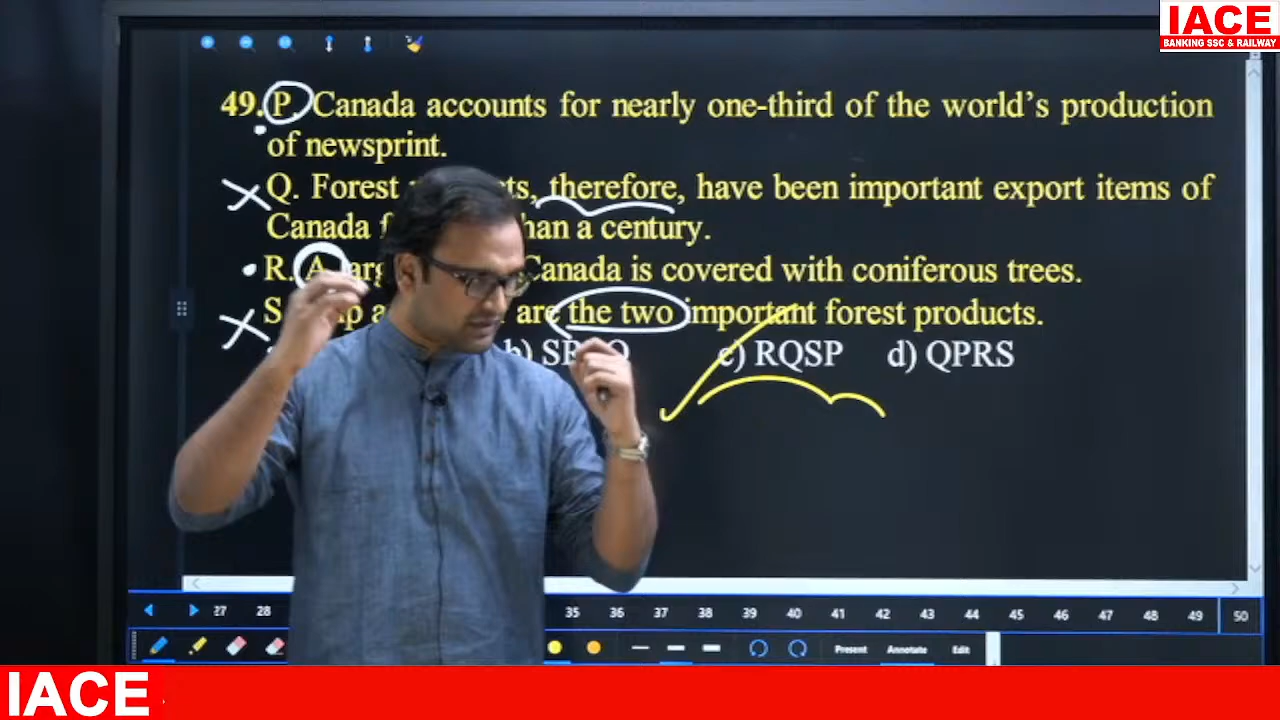 IACE
BANKING SSC & RAILWAY
49. P. Canada accounts for nearly one-third of the world's production
of newsprint.
Q. Forest therefore, have been important export items of
Canada than a century.
R. A Canada is covered with coniferous trees.
S. are the two important forest products.
c) RQSP d) QPRS
27 28 35 36 37 38 39 40 41 42 43 44 45 46 47 48 49 50
Present Annotate Edit
IACE